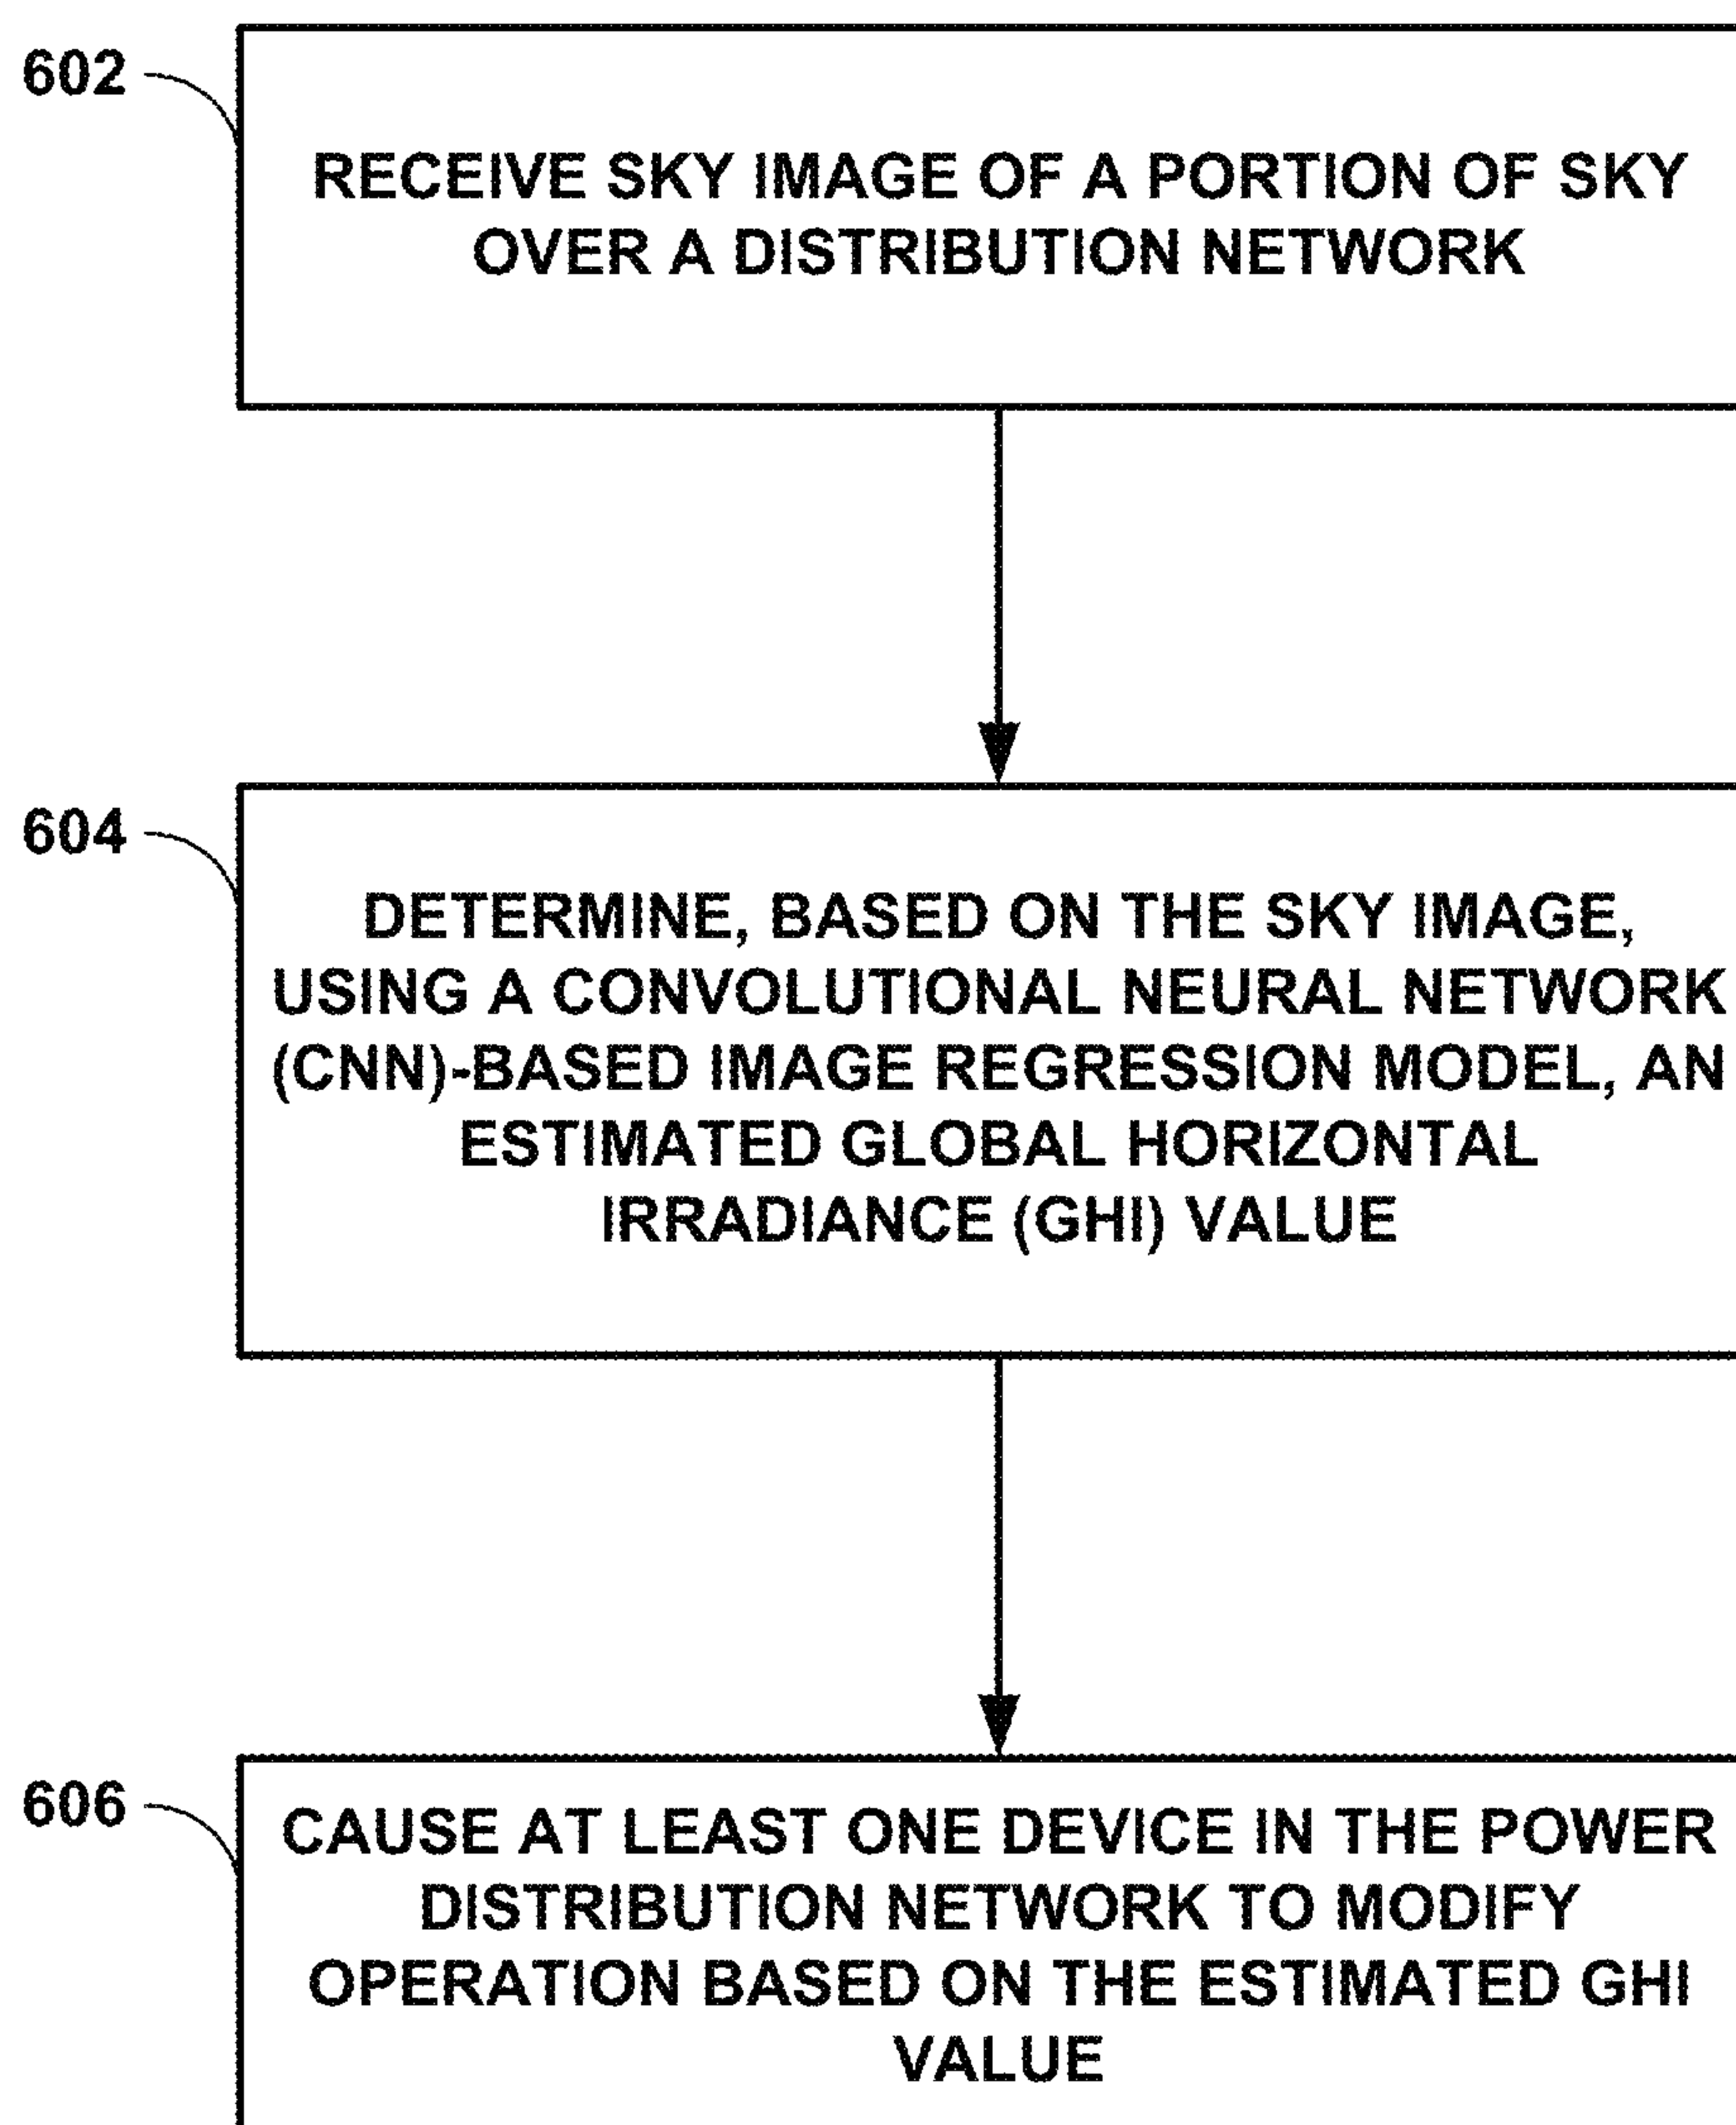 602
RECEIVE SKY IMAGE OF A PORTION OF SKY
OVER A DISTRIBUTION NETWORK
604
DETERMINE, BASED ON THE SKY IMAGE,
USING A CONVOLUTIONAL NEURAL NETWORK
(CNN)-BASED IMAGE REGRESSION MODEL, AN
ESTIMATED GLOBAL HORIZONTAL
IRRADIANCE (GHI) VALUE
606
CAUSE AT LEAST ONE DEVICE IN THE POWER
DISTRIBUTION NETWORK TO MODIFY
OPERATION BASED ON THE ESTIMATED GHI
VALUE